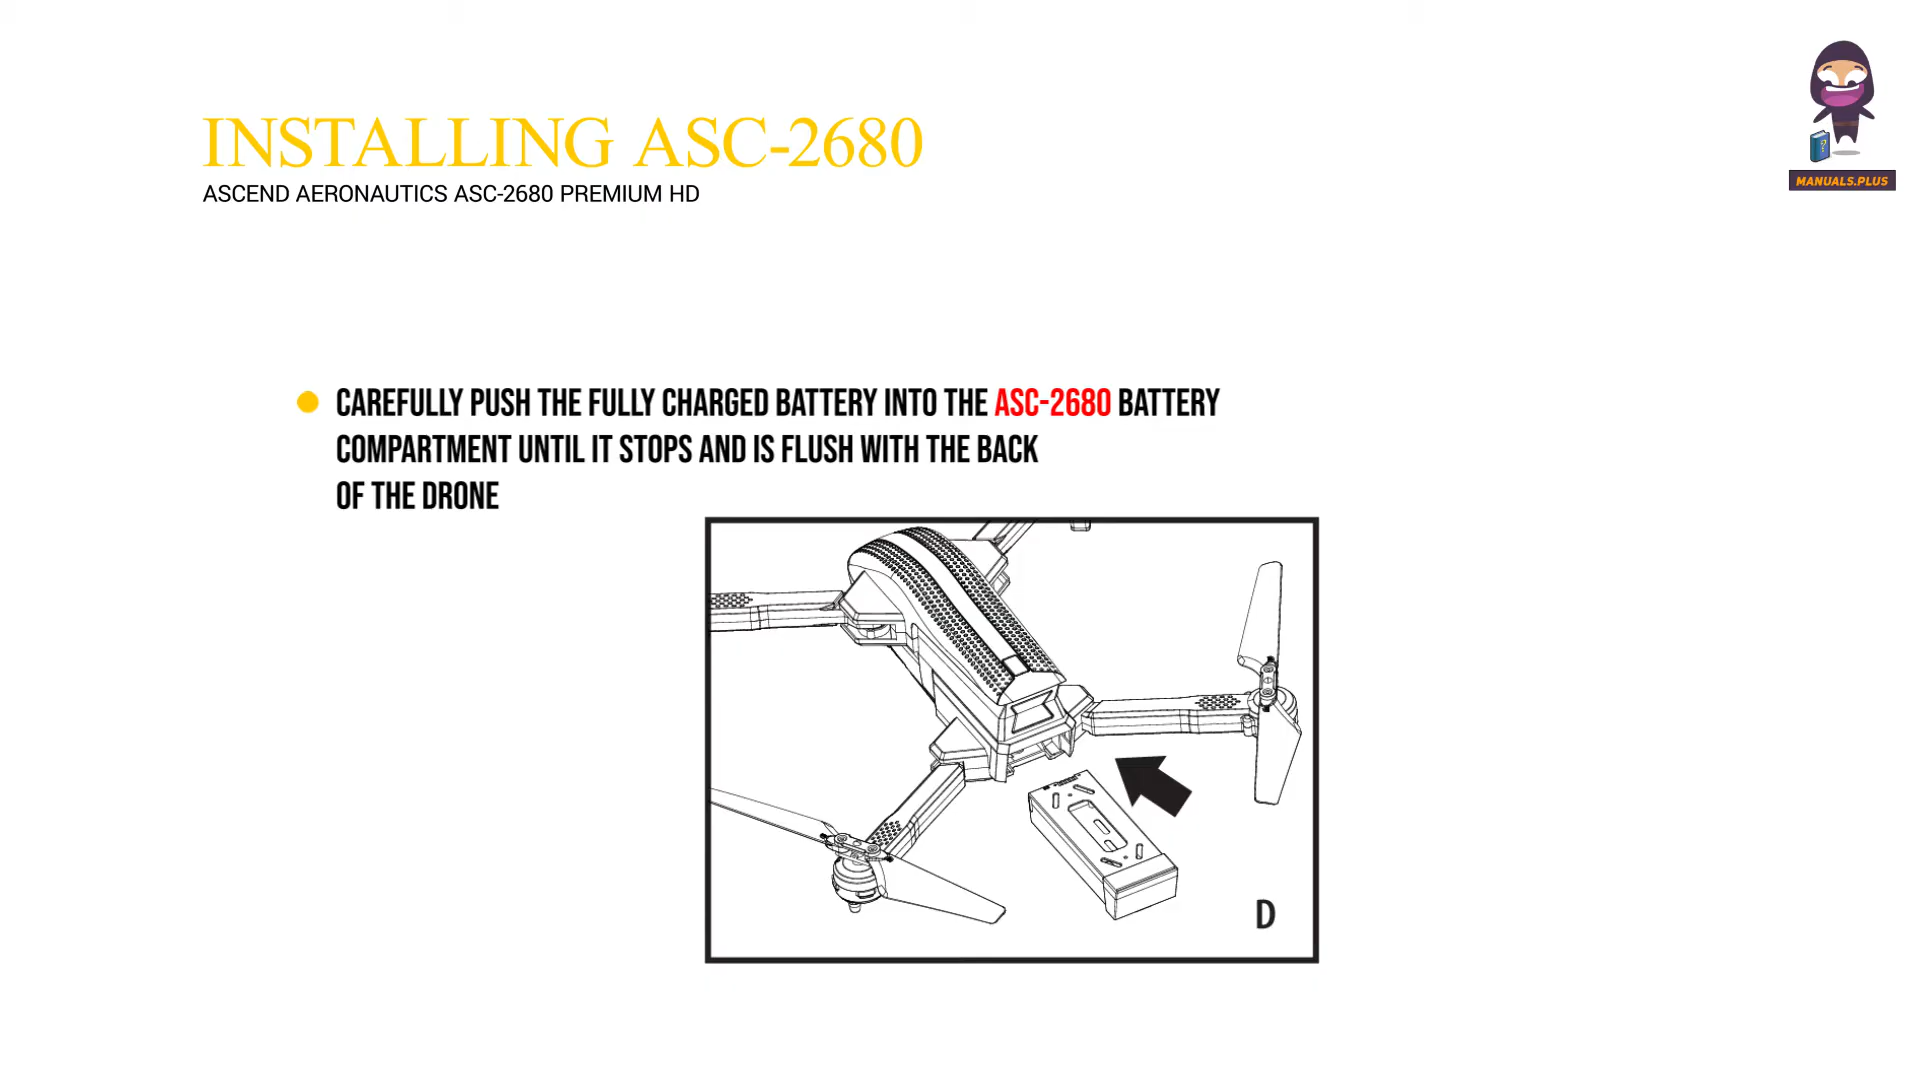 INSTALLING ASC-2680
ASCEND AERONAUTICS ASC-2680 PREMIUM HD
MANUALS.PLUS
CAREFULLY PUSH THE FULLY CHARGED BATTERY INTO THE ASC-2680 BATTERY
COMPARTMENT UNTIL IT STOPS AND IS FLUSH WITH THE BACK
OF THE DRONE
D